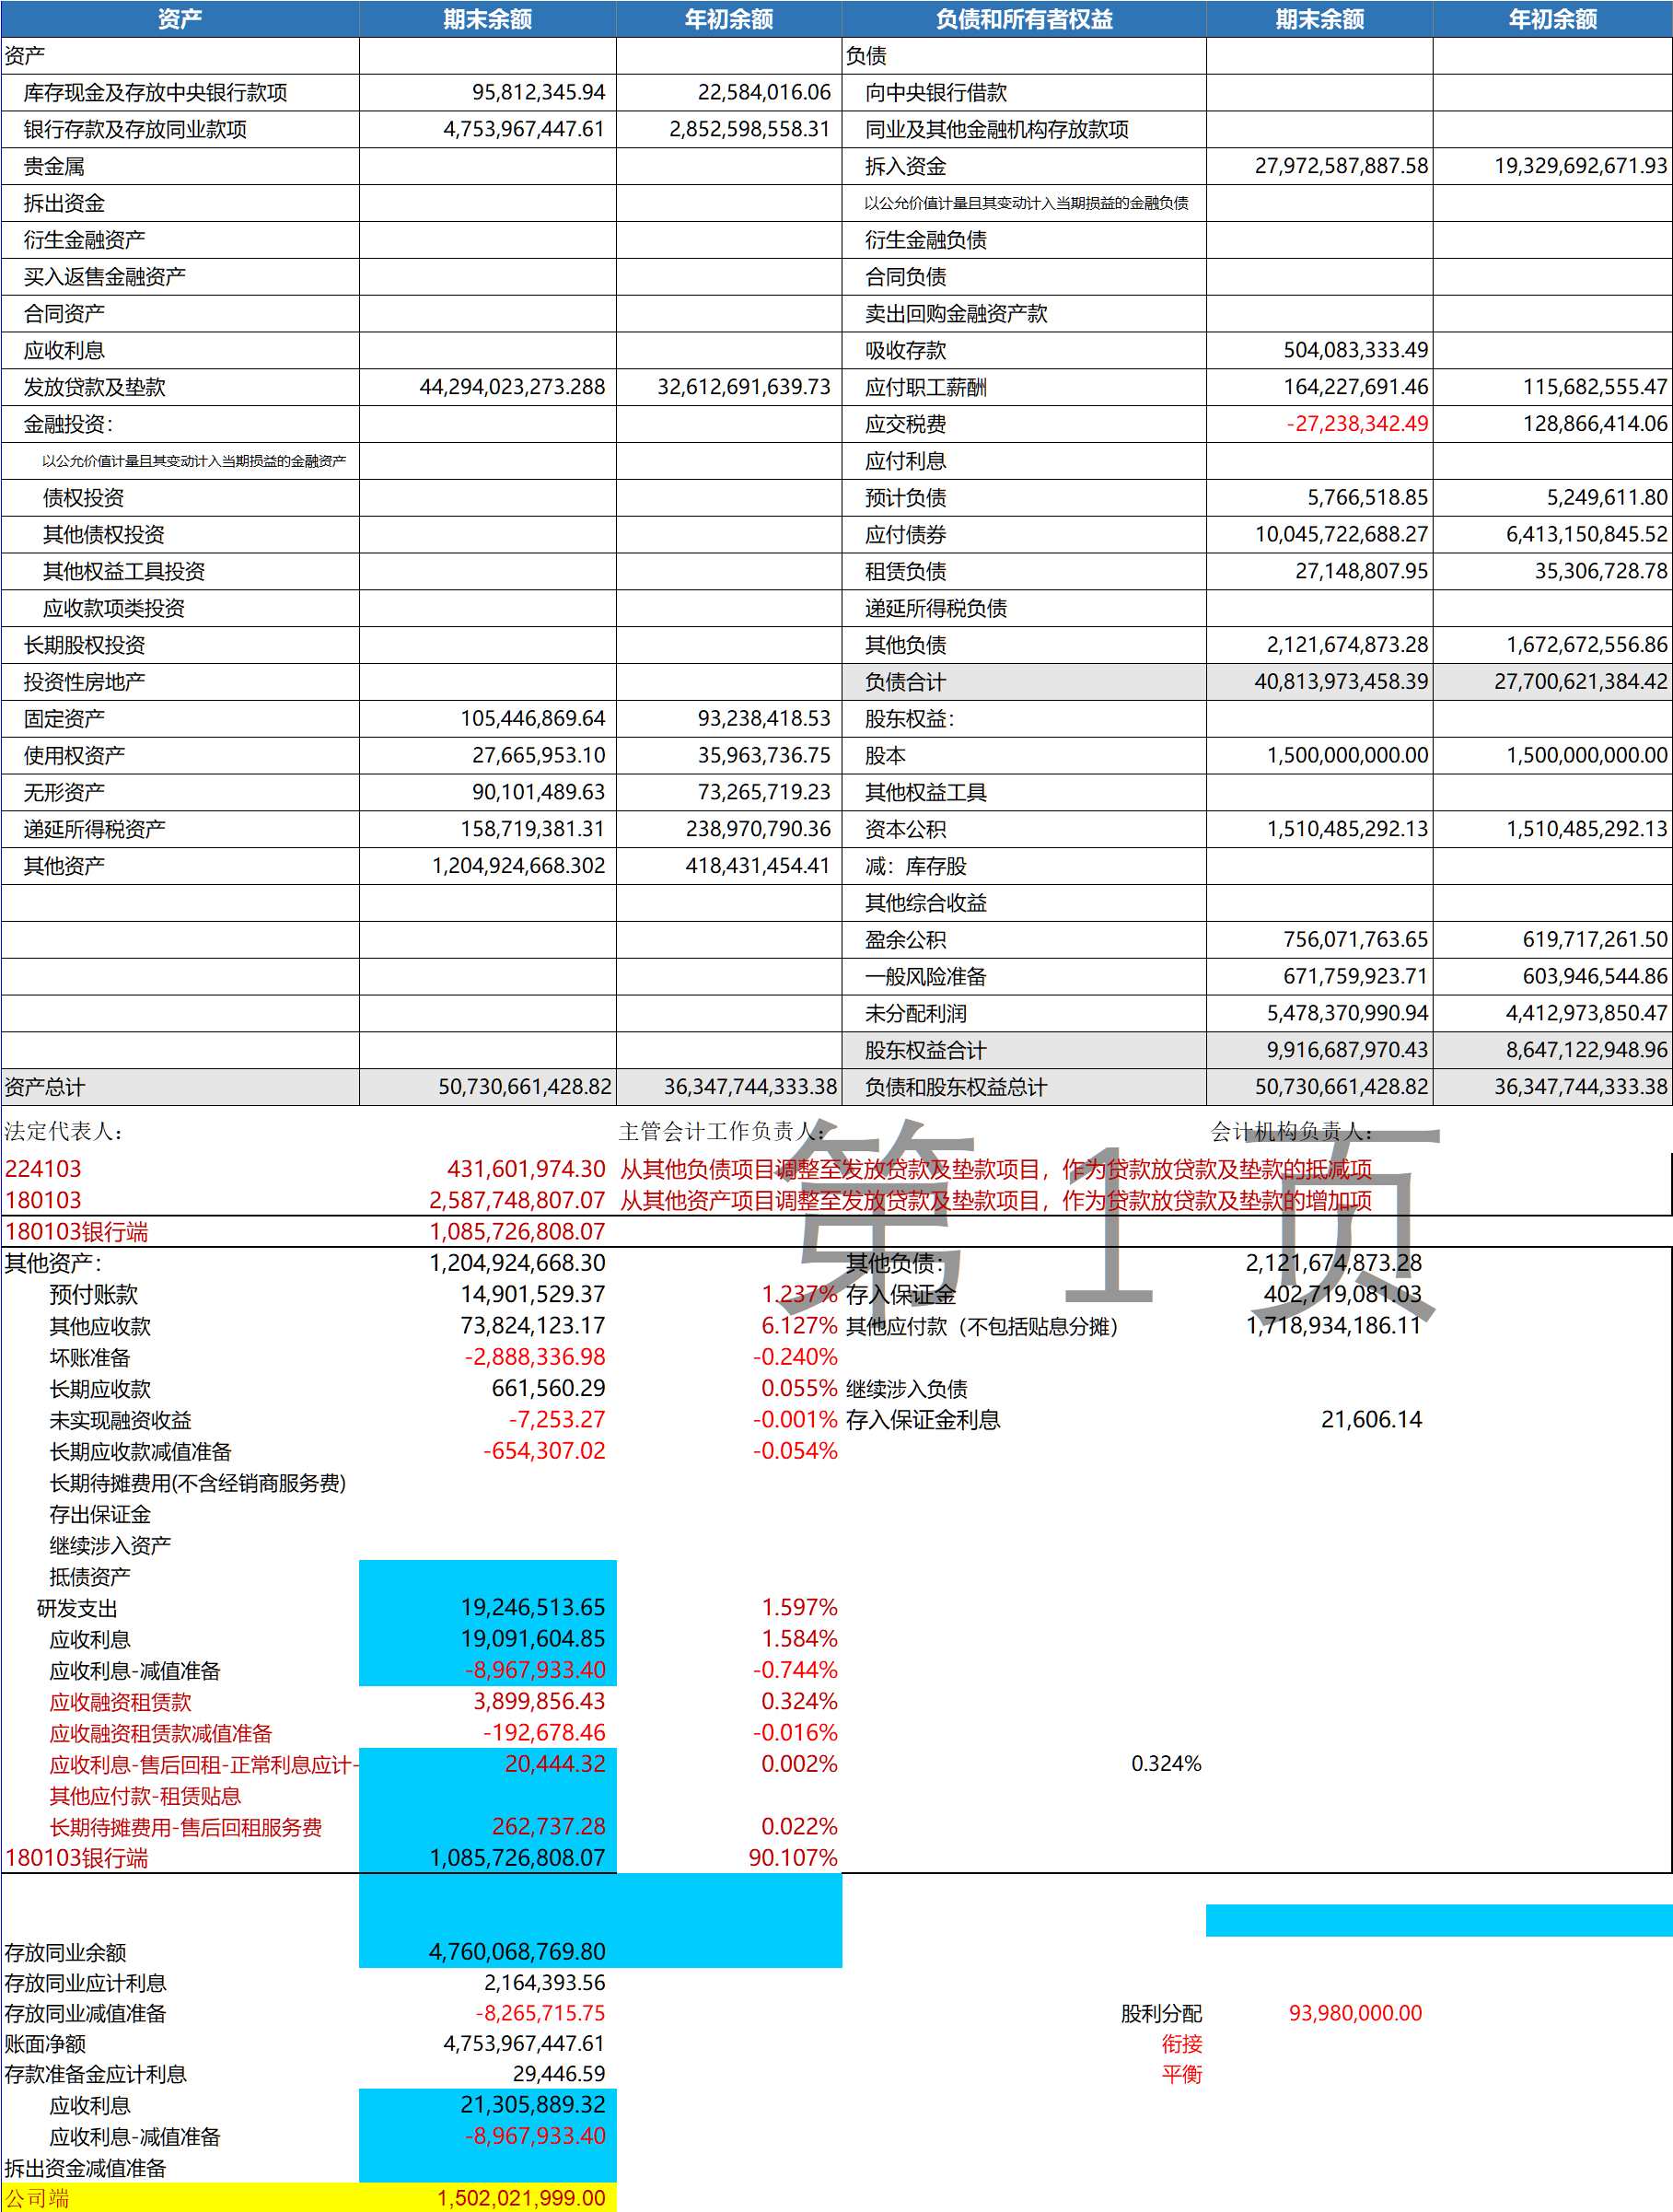 资产 期末余额 年初余额 负债和所有者权益 期末余额 年初余额
资产 负债
库存现金及存放中央银行款项 95,812,345.94 22,584,016.06 向中央银行借款
银行存款及存放同业款项 4,753,967,447.61 2,852,598,558.31 同业及其他金融机构存放款项
贵金属 拆入资金 27,972,587,887.58 19,329,692,671.93
拆出资金 以公允价值计量且其变动计入当期损益的金融负债
衍生金融资产 衍生金融负债
买入返售金融资产 合同负债
合同资产 卖出回购金融资产款
应收利息 吸收存款 504,083,333.49
发放贷款及垫款 44,294,023,273.288 32,612,691,639.73 应付职工薪酬 164,227,691.46 115,682,555.47
金融投资： 应交税费 -27,238,342.49 128,866,414.06
以公允价值计量且其变动计入当期损益的金融资产 应付利息
债权投资 预计负债 5,766,518.85 5,249,611.80
其他债权投资 应付债券 10,045,722,688.27 6,413,150,845.52
其他权益工具投资 租赁负债 27,148,807.95 35,306,728.78
应收款项类投资 递延所得税负债
长期股权投资 其他负债 2,121,674,873.28 1,672,672,556.86
投资性房地产 负债合计 40,813,973,458.39 27,700,621,384.42
固定资产 105,446,869.64 93,238,418.53 股东权益：
使用权资产 27,665,953.10 35,963,736.75 股本 1,500,000,000.00 1,500,000,000.00
无形资产 90,101,489.63 73,265,719.23 其他权益工具
递延所得税资产 158,719,381.31 238,970,790.36 资本公积 1,510,485,292.13 1,510,485,292.13
其他资产 1,204,924,668.302 418,431,454.41 减：库存股
其他综合收益
盈余公积 756,071,763.65 619,717,261.50
一般风险准备 671,759,923.71 603,946,544.86
未分配利润 5,478,370,990.94 4,412,973,850.47
股东权益合计 9,916,687,970.43 8,647,122,948.96
资产总计 50,730,661,428.82 36,347,744,333.38 负债和股东权益总计 50,730,661,428.82 36,347,744,333.38
法定代表人： 主管会计工作负责人： 会计机构负责人：
224103 431,601,974.30 从其他负债项目调整至发放贷款及垫款项目，作为贷款放贷款及垫款的抵减项
180103 2,587,748,807.07 从其他资产项目调整至发放贷款及垫款项目，作为贷款放贷款及垫款的增加项
第 1 页
180103银行端 1,085,726,808.07
其他资产： 1,204,924,668.30 其他负债： 2,121,674,873.28
预付账款 14,901,529.37 1.237% 存入保证金 402,719,081.03
其他应收款 73,824,123.17 6.127% 其他应付款（不包括贴息分摊） 1,718,934,186.11
坏账准备 -2,888,336.98 -0.240%
长期应收款 661,560.29 0.055% 继续涉入负债
未实现融资收益 -7,253.27 -0.001% 存入保证金利息 21,606.14
长期应收款减值准备 -654,307.02 -0.054%
长期待摊费用(不含经销商服务费)
存出保证金
继续涉入资产
抵债资产
研发支出 19,246,513.65 1.597%
应收利息 19,091,604.85 1.584%
应收利息-减值准备 -8,967,933.40 -0.744%
应收融资租赁款 3,899,856.43 0.324%
应收融资租赁款减值准备 -192,678.46 -0.016%
应收利息-售后回租-正常利息应计- 20,444.32 0.002% 0.324%
其他应付款-租赁贴息
长期待摊费用-售后回租服务费 262,737.28 0.022%
180103银行端 1,085,726,808.07 90.107%
存放同业余额 4,760,068,769.80
存放同业应计利息 2,164,393.56
存放同业减值准备 -8,265,715.75 股利分配 93,980,000.00
账面净额 4,753,967,447.61 衔接
存款准备金应计利息 29,446.59 平衡
应收利息 21,305,889.32
应收利息-减值准备 -8,967,933.40
拆出资金减值准备
公司端 1,502,021,999.00